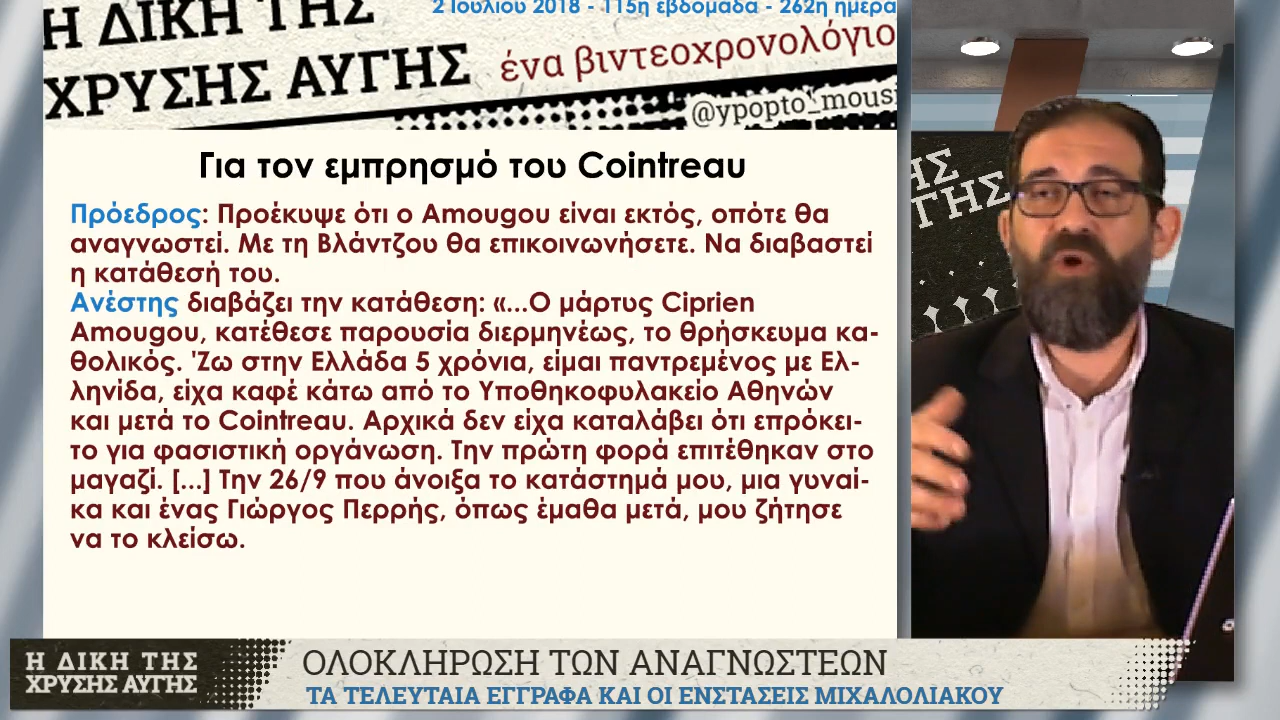 2 Ιουλίου 2018 - 115η εβδομάδα - 262η ημέρα
Η ΔΙΚΗ ΤΗΣ
ΧΡΥΣΗΣ ΑΥΓΗΣ
ένα βιντεοχρονολόγιο
@ypopto_mousi
Για τον εμπρησμό του Cointreau
Πρόεδρος: Προέκυψε ότι ο Amougou είναι εκτός, οπότε θα
αναγνωστεί. Με τη Βλάντζου θα επικοινωνήσετε. Να διαβαστεί
η κατάθεσή του.
Ανέστης διαβάζει την κατάθεση: «...Ο μάρτυς Ciprien
Amougou, κατέθεσε παρουσία διερμηνέως, το θρήσκευμα κα-
θολικός. 'Ζω στην Ελλάδα 5 χρόνια, είμαι παντρεμένος με Ελ-
ληνίδα, είχα καφέ κάτω από το Υποθηκοφυλακείο Αθηνών
και μετά το Cointreau. Αρχικά δεν είχα καταλάβει ότι επρόκει-
το για φασιστική οργάνωση. Την πρώτη φορά επιτέθηκαν στο
μαγαζί. [...] Την 26/9 που άνοιξα το κατάστημά μου, μια γυναί-
κα και ένας Γιώργος Περρής, όπως έμαθα μετά, μου ζήτησε
να το κλείσω.
ΗΣ
ΓΗΣ
Η ΔΙΚΗ ΤΗΣ
ΧΡΥΣΗΣ ΑΥΓΗΣ
ΟΛΟΚΛΗΡΩΣΗ ΤΩΝ ΑΝΑΓΝΩΣΤΕΩΝ
ΤΑ ΤΕΛΕΥΤΑΙΑ ΕΓΓΡΑΦΑ ΚΑΙ ΟΙ ΕΝΣΤΑΣΕΙΣ ΜΙΧΑΛΟΛΙΑΚΟΥ